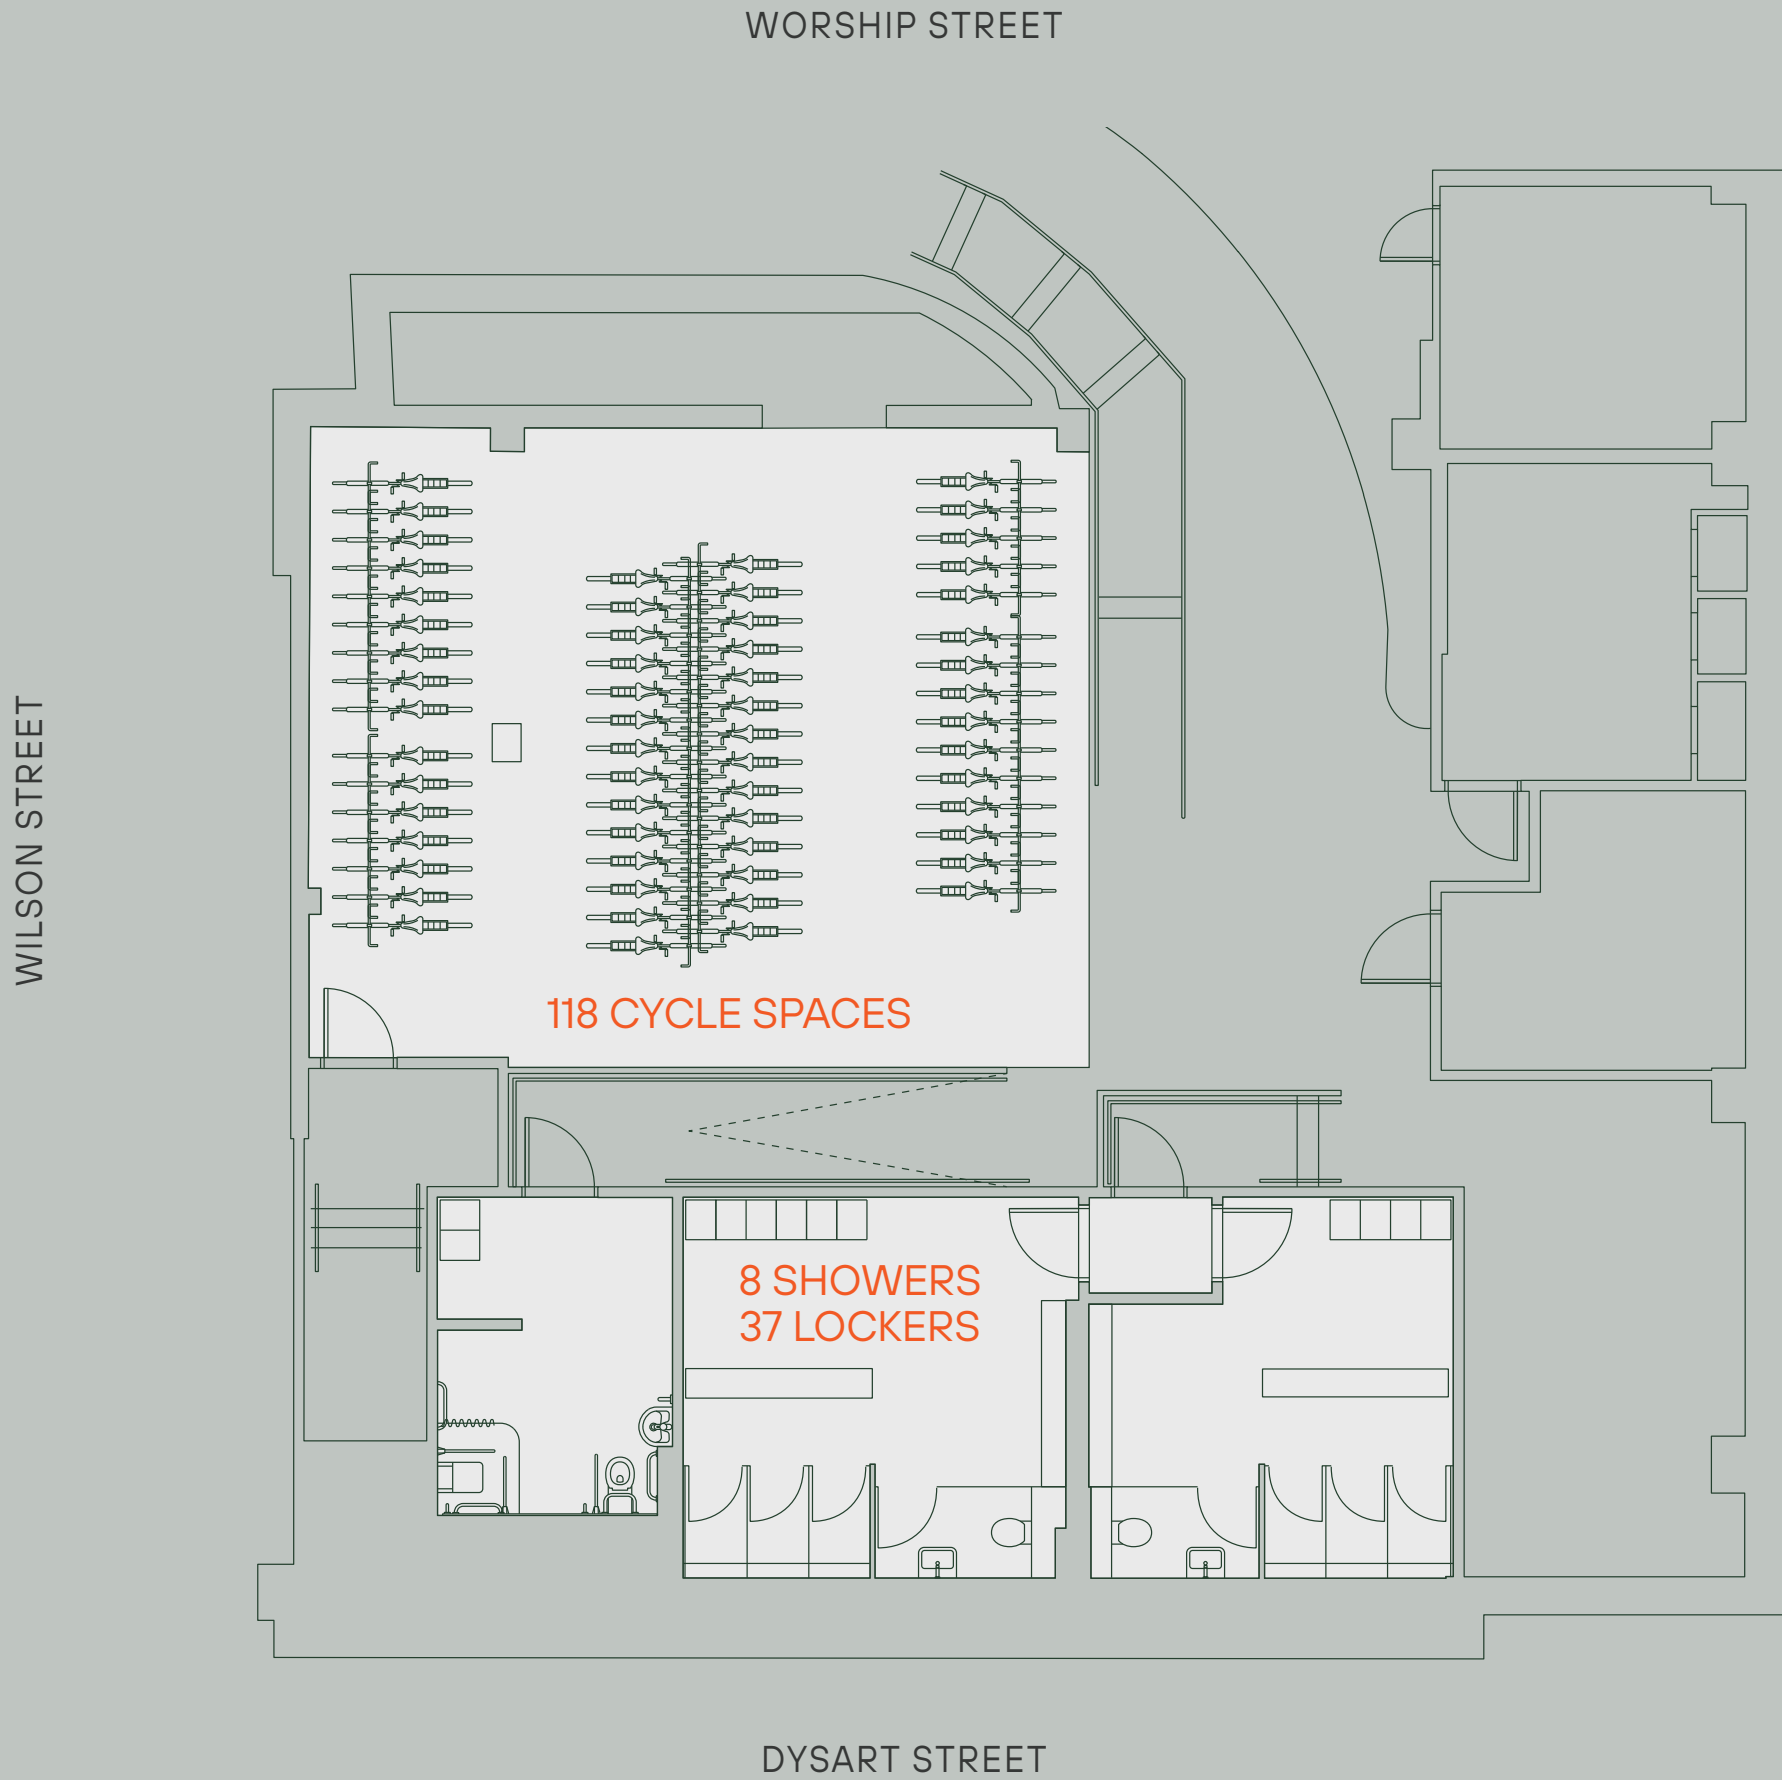 WORSHIP STREET
WILSON STREET
118 CYCLE SPACES
8 SHOWERS
37 LOCKERS
DYSART STREET